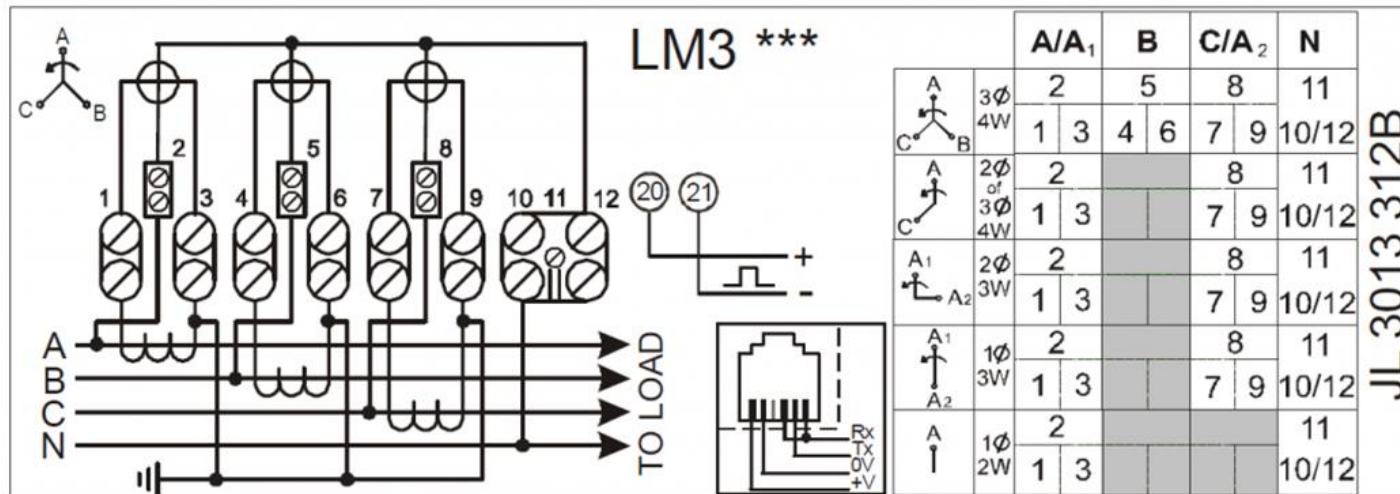 LM3 ***
A
C B
2 5 8
1 3 4 6 7 9 10 11 12
20 21
+
-
A
B
C
N
TO LOAD
Rx
Tx
0V
+V
A/A₁ B C/A₂ N
A C B 3Ø 4W 2 5 8 11
1 3 4 6 7 9 10/12
A C 2Ø of 3Ø 4W 2 8 11
1 3 7 9 10/12
A₁ A₂ 2Ø 3W 2 8 11
1 3 7 9 10/12
A₁ A₂ 1Ø 3W 2 8 11
1 3 7 9 10/12
A 1Ø 2W 2 11
1 3 10/12
JL 3013 312B